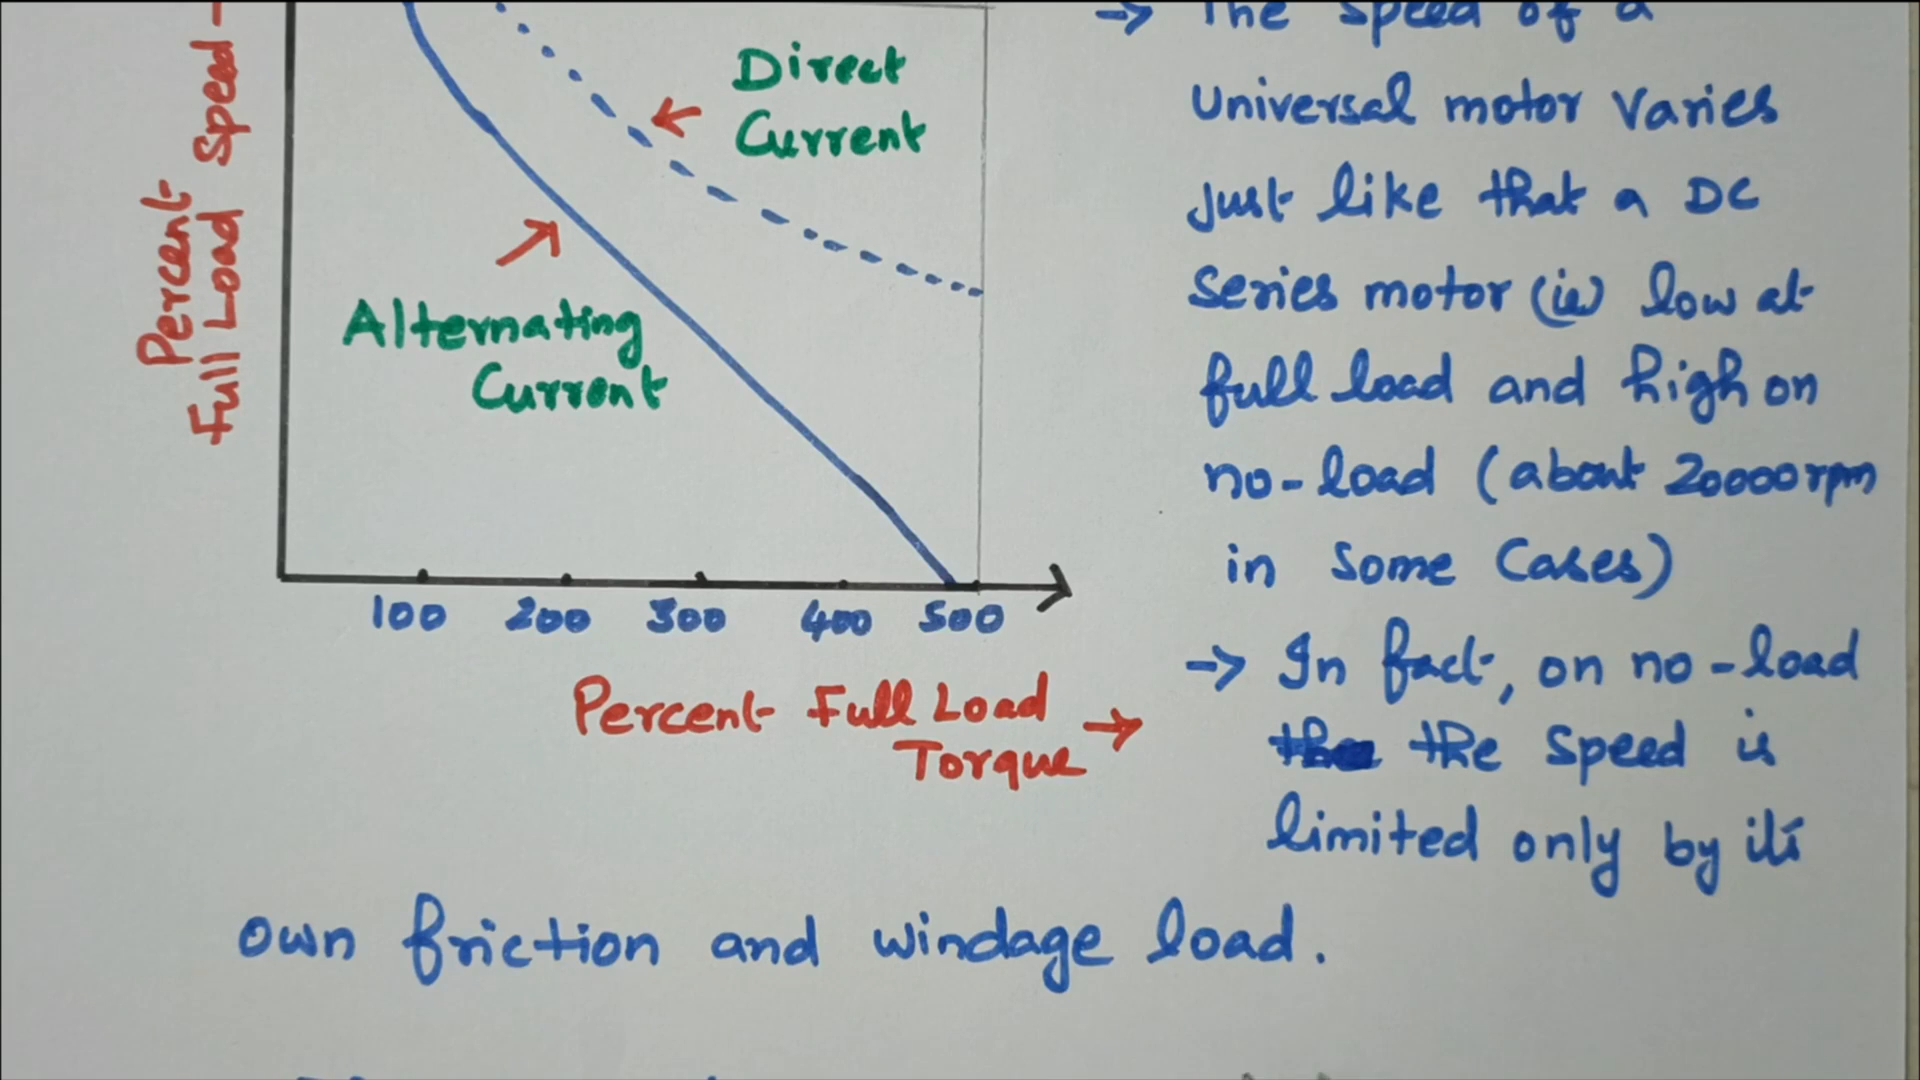 Percent
Full Load Speed
Direct
Current
Alternating
Current
100 200 300 400 500
Percent Full Load
Torque
The Speed of a
Universal motor Varies
just like that a DC
Series motor (ie) low at
full load and high on
no-load (about 20000rpm
in Some Cases)
→ In fact, on no-load
the Speed is
limited only by its
own friction and windage load.